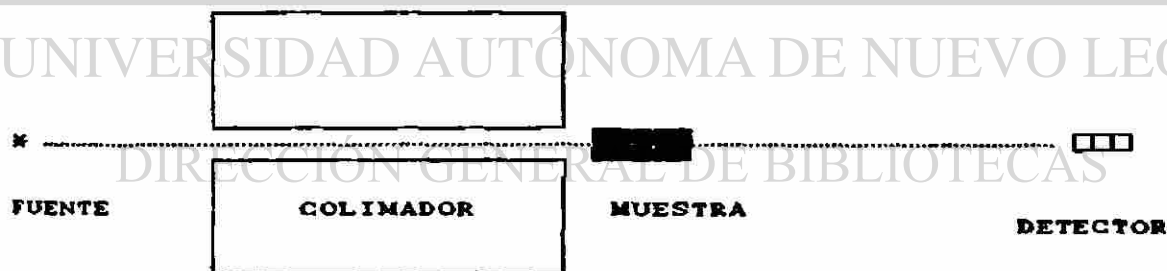 UNIVERSIDAD AUTÓNOMA DE NUEVO LEÓ
DIRECCIÓN GENERAL DE BIBLIOTECAS
FUENTE
COLIMADOR
MUESTRA
DETECTOR